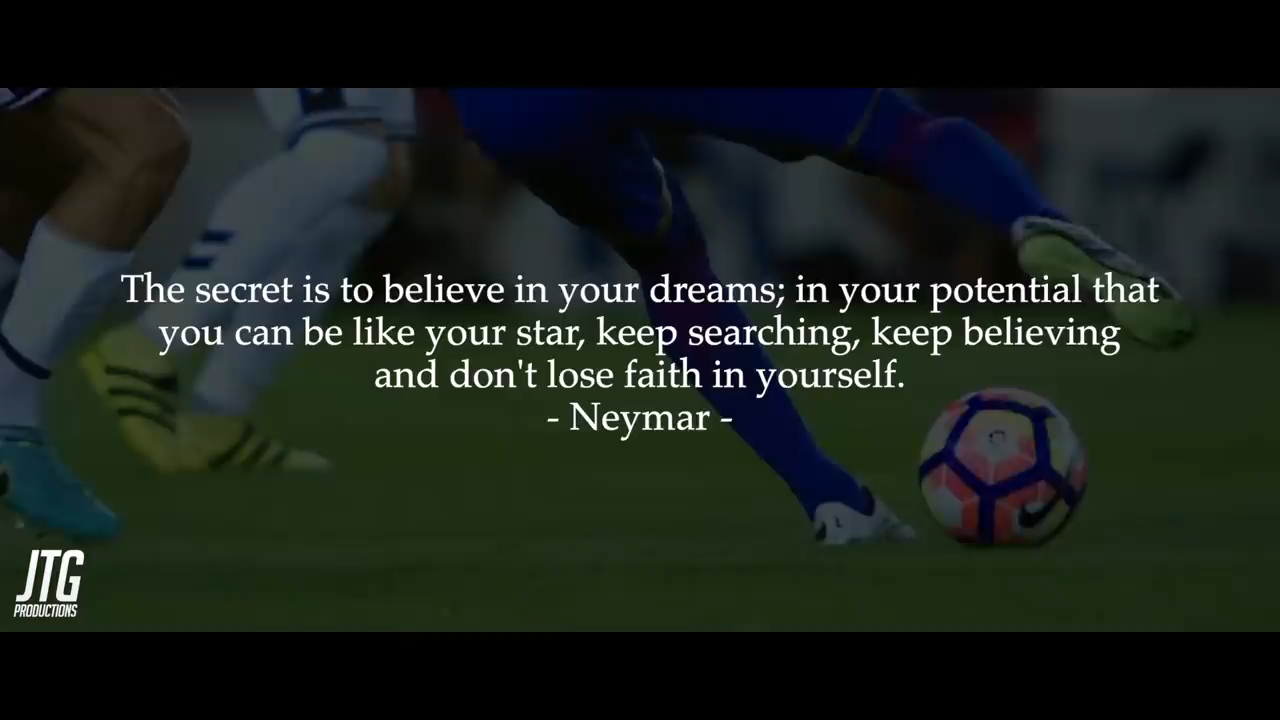 The secret is to believe in your dreams; in your potential that
you can be like your star, keep searching, keep believing
and don't lose faith in yourself.
- Neymar -
JTG
PRODUCTIONS